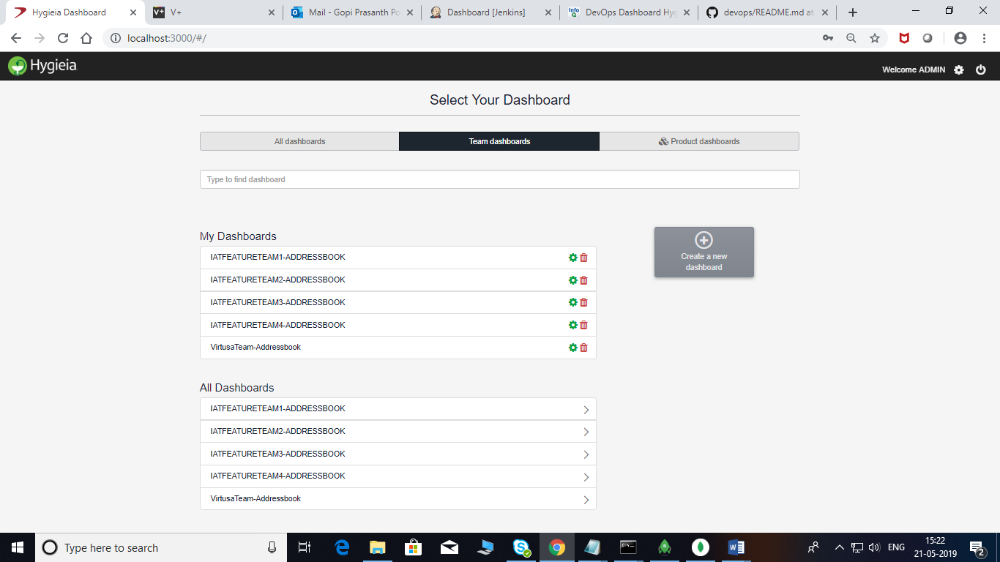 Hygieia Dashboard
V+
V+
Mail - Gopi Prasanth Po
Dashboard [Jenkins]
Info Q
DevOps Dashboard Hyg
devops/README.md at
localhost:3000/#/
Hygieia
Welcome ADMIN
Select Your Dashboard
All dashboards
Team dashboards
Product dashboards
Type to find dashboard
My Dashboards
IATFEATURETEAM1-ADDRESSBOOK
IATFEATURETEAM2-ADDRESSBOOK
IATFEATURETEAM3-ADDRESSBOOK
IATFEATURETEAM4-ADDRESSBOOK
VirtusaTeam-Addressbook
Create a new
dashboard
All Dashboards
IATFEATURETEAM1-ADDRESSBOOK
IATFEATURETEAM2-ADDRESSBOOK
IATFEATURETEAM3-ADDRESSBOOK
IATFEATURETEAM4-ADDRESSBOOK
VirtusaTeam-Addressbook
Type here to search
ENG
15:22
21-05-2019
2